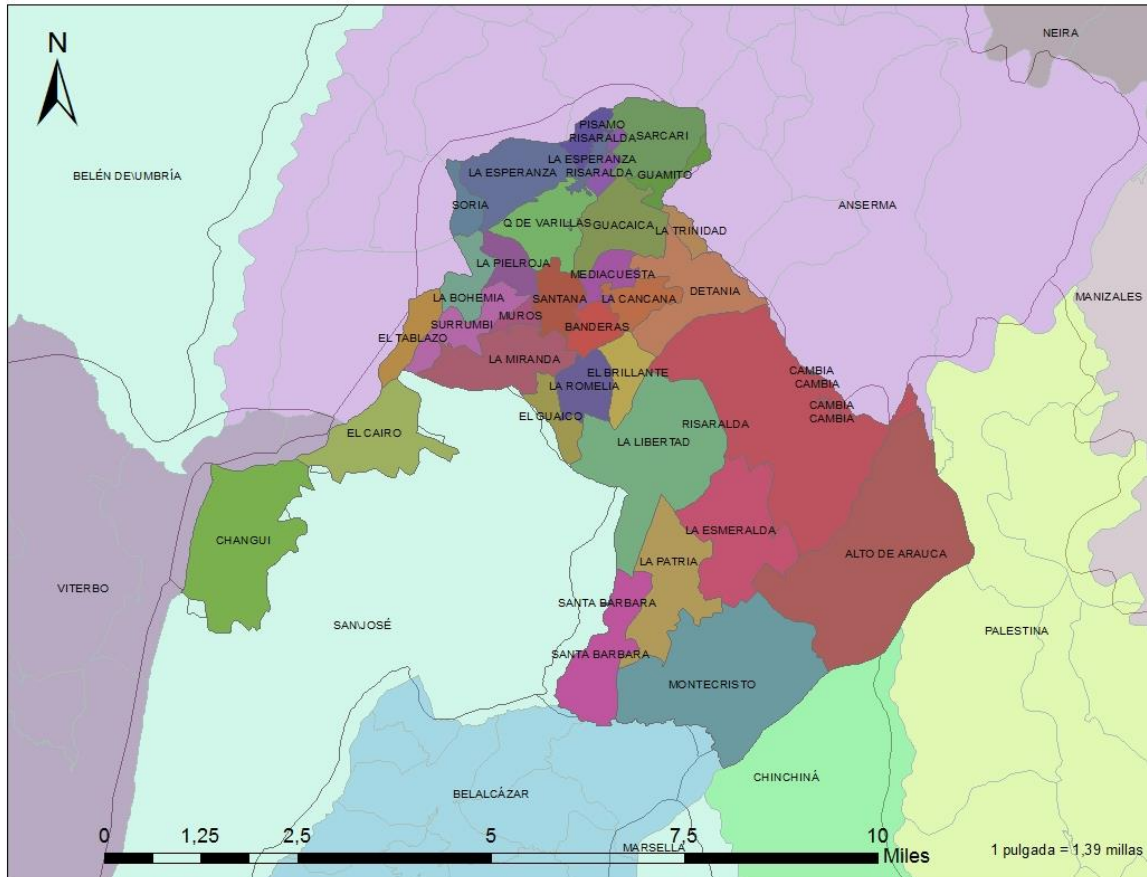 NEIRA
N
PISAMO
RISARALDA
SARCARI
LA ESPERANZA
LA ESPERANZA
RISARALDA
GUAMITO
BELÉN DE\UMBRÍA
SORIA
ANSERMA
Q DE VARILLAS
GUACAICA
LA TRINIDAD
LA PIELROJA
MEDIACUESTA
DETANIA
MANIZALES
LA BOHEMIA
SANTANA
LA CANCANA
MUROS
SURRUMBI
BANDERAS
EL TABLAZO
LA MIRANDA
EL BRILLANTE
CAMBIA
CAMBIA
LA ROMELIA
CAMBIA
CAMBIA
EL GUAICO
RISARALDA
EL CAIRO
LA LIBERTAD
LA ESMERALDA
CHANGUI
ALTO DE ARAUCA
LA PATRIA
VITERBO
SANTA BARBARA
SAN\JOSÉ
PALESTINA
SANTA BARBARA
MONTECRISTO
CHINCHINÁ
BELALCÁZAR
0 1,25 2,5 5 7,5 10
MARSELLA
Miles
1 pulgada = 1,39 millas